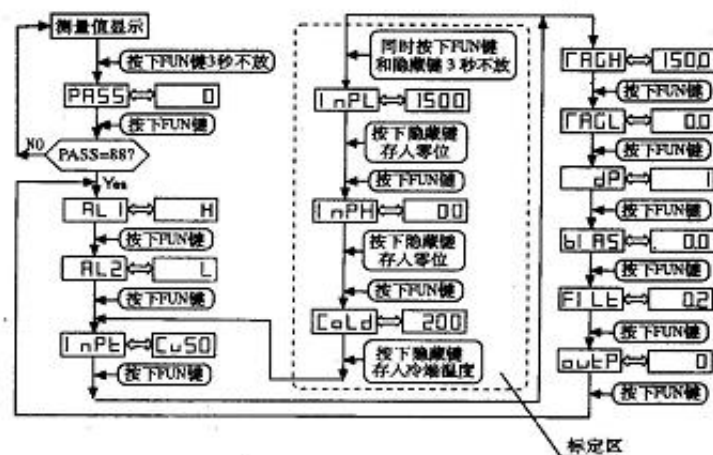 测量值显示
按下FUN键3秒不放
PASS 0
按下FUN键
NO
PASS=88?
Yes
AL1 H
按下FUN键
AL2 L
按下FUN键
InPt Cu50
按下FUN键
同时按下FUN键
和隐藏键3秒不放
InPL 1500
按下隐藏键
存入零位
按下FUN键
InPH 00
按下隐藏键
存入零位
按下FUN键
CoLd 200
按下隐藏键
存入冷端温度
rAGH 150.0
按下FUN键
rAGL 0.0
按下FUN键
dP 1
按下FUN键
bIAS 0.0
按下FUN键
FILt 0.2
按下FUN键
outP 0
按下FUN键
标定区